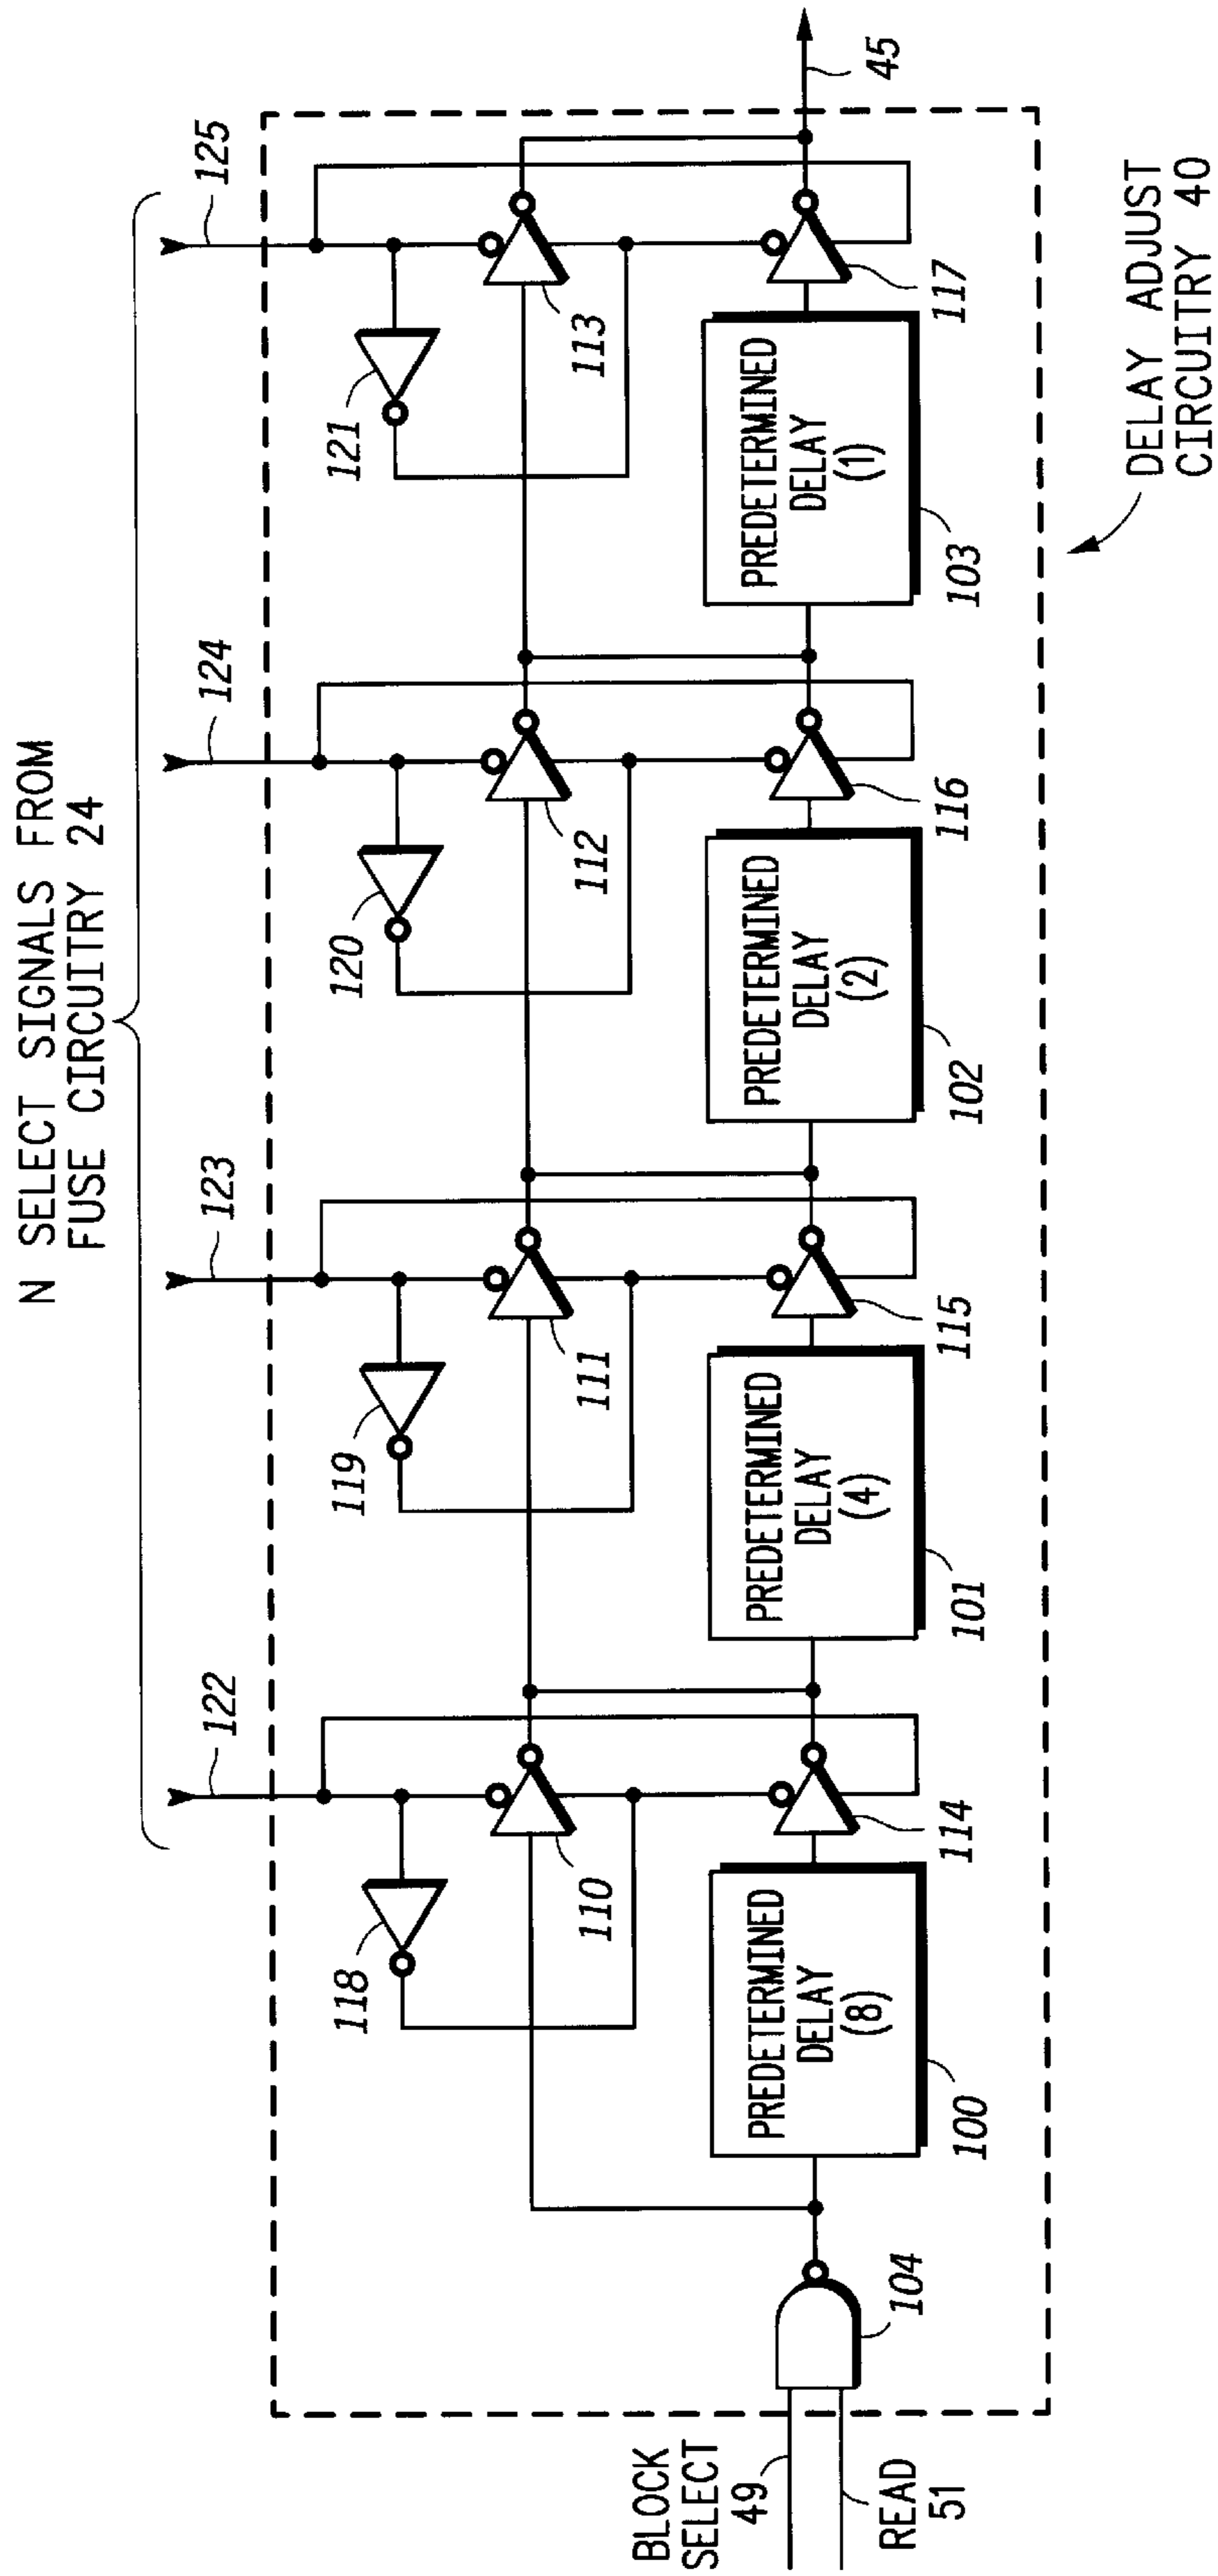 N SELECT SIGNALS FROM
FUSE CIRCUITRY 24
122
123
124
125
118
119
120
121
110
111
112
113
BLOCK
SELECT
49
READ
51
104
PREDETERMINED
DELAY
(8)
100
114
PREDETERMINED
DELAY
(4)
101
115
PREDETERMINED
DELAY
(2)
102
116
PREDETERMINED
DELAY
(1)
103
117
45
DELAY ADJUST
CIRCUITRY 40